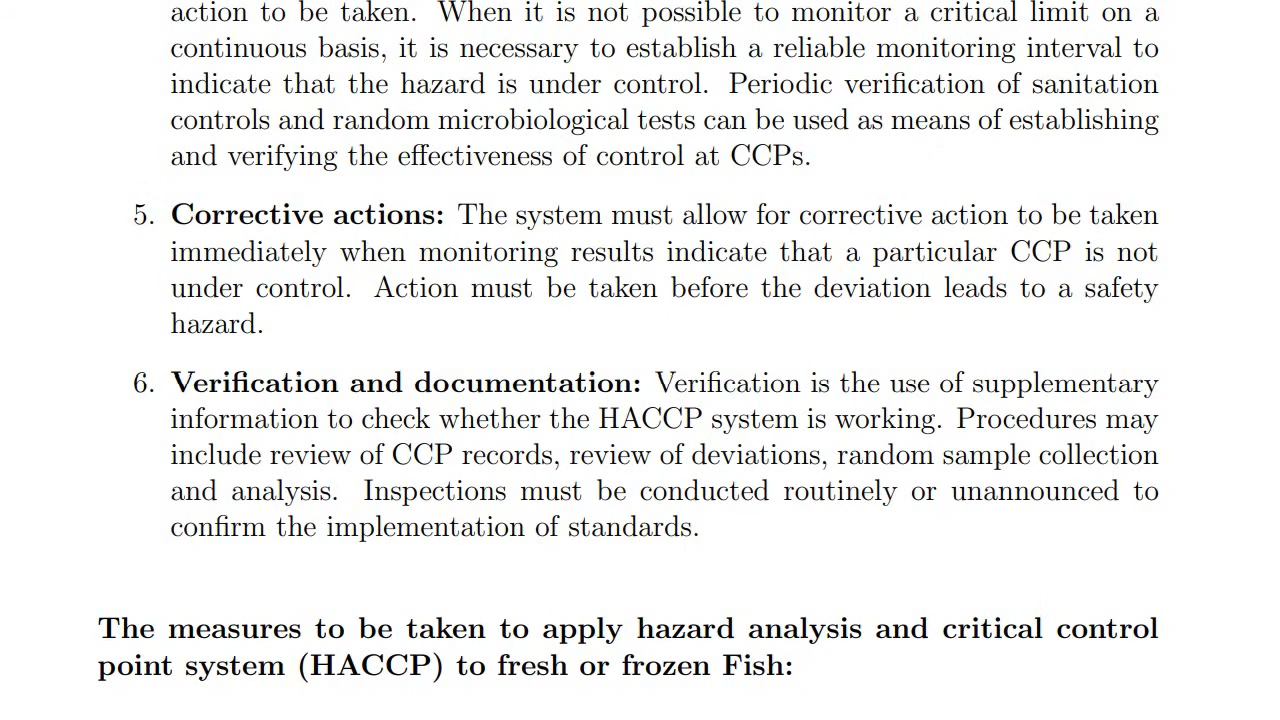 action to be taken. When it is not possible to monitor a critical limit on a
continuous basis, it is necessary to establish a reliable monitoring interval to
indicate that the hazard is under control. Periodic verification of sanitation
controls and random microbiological tests can be used as means of establishing
and verifying the effectiveness of control at CCPs.
5. Corrective actions: The system must allow for corrective action to be taken
immediately when monitoring results indicate that a particular CCP is not
under control. Action must be taken before the deviation leads to a safety
hazard.
6. Verification and documentation: Verification is the use of supplementary
information to check whether the HACCP system is working. Procedures may
include review of CCP records, review of deviations, random sample collection
and analysis. Inspections must be conducted routinely or unannounced to
confirm the implementation of standards.
The measures to be taken to apply hazard analysis and critical control
point system (HACCP) to fresh or frozen Fish: